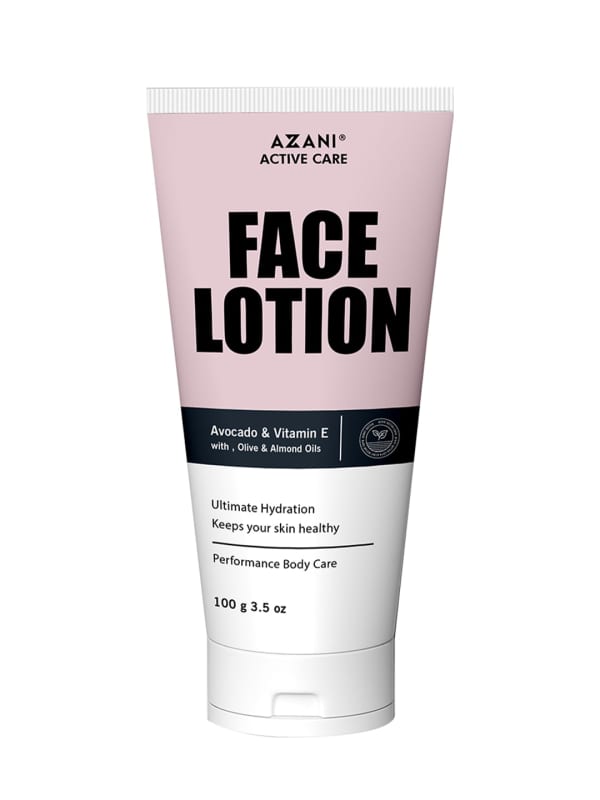 AZANI®
ACTIVE CARE
FACE
LOTION
Avocado & Vitamin E
with , Olive & Almond Oils
Ultimate Hydration
Keeps your skin healthy
Performance Body Care
100 g 3.5 oz